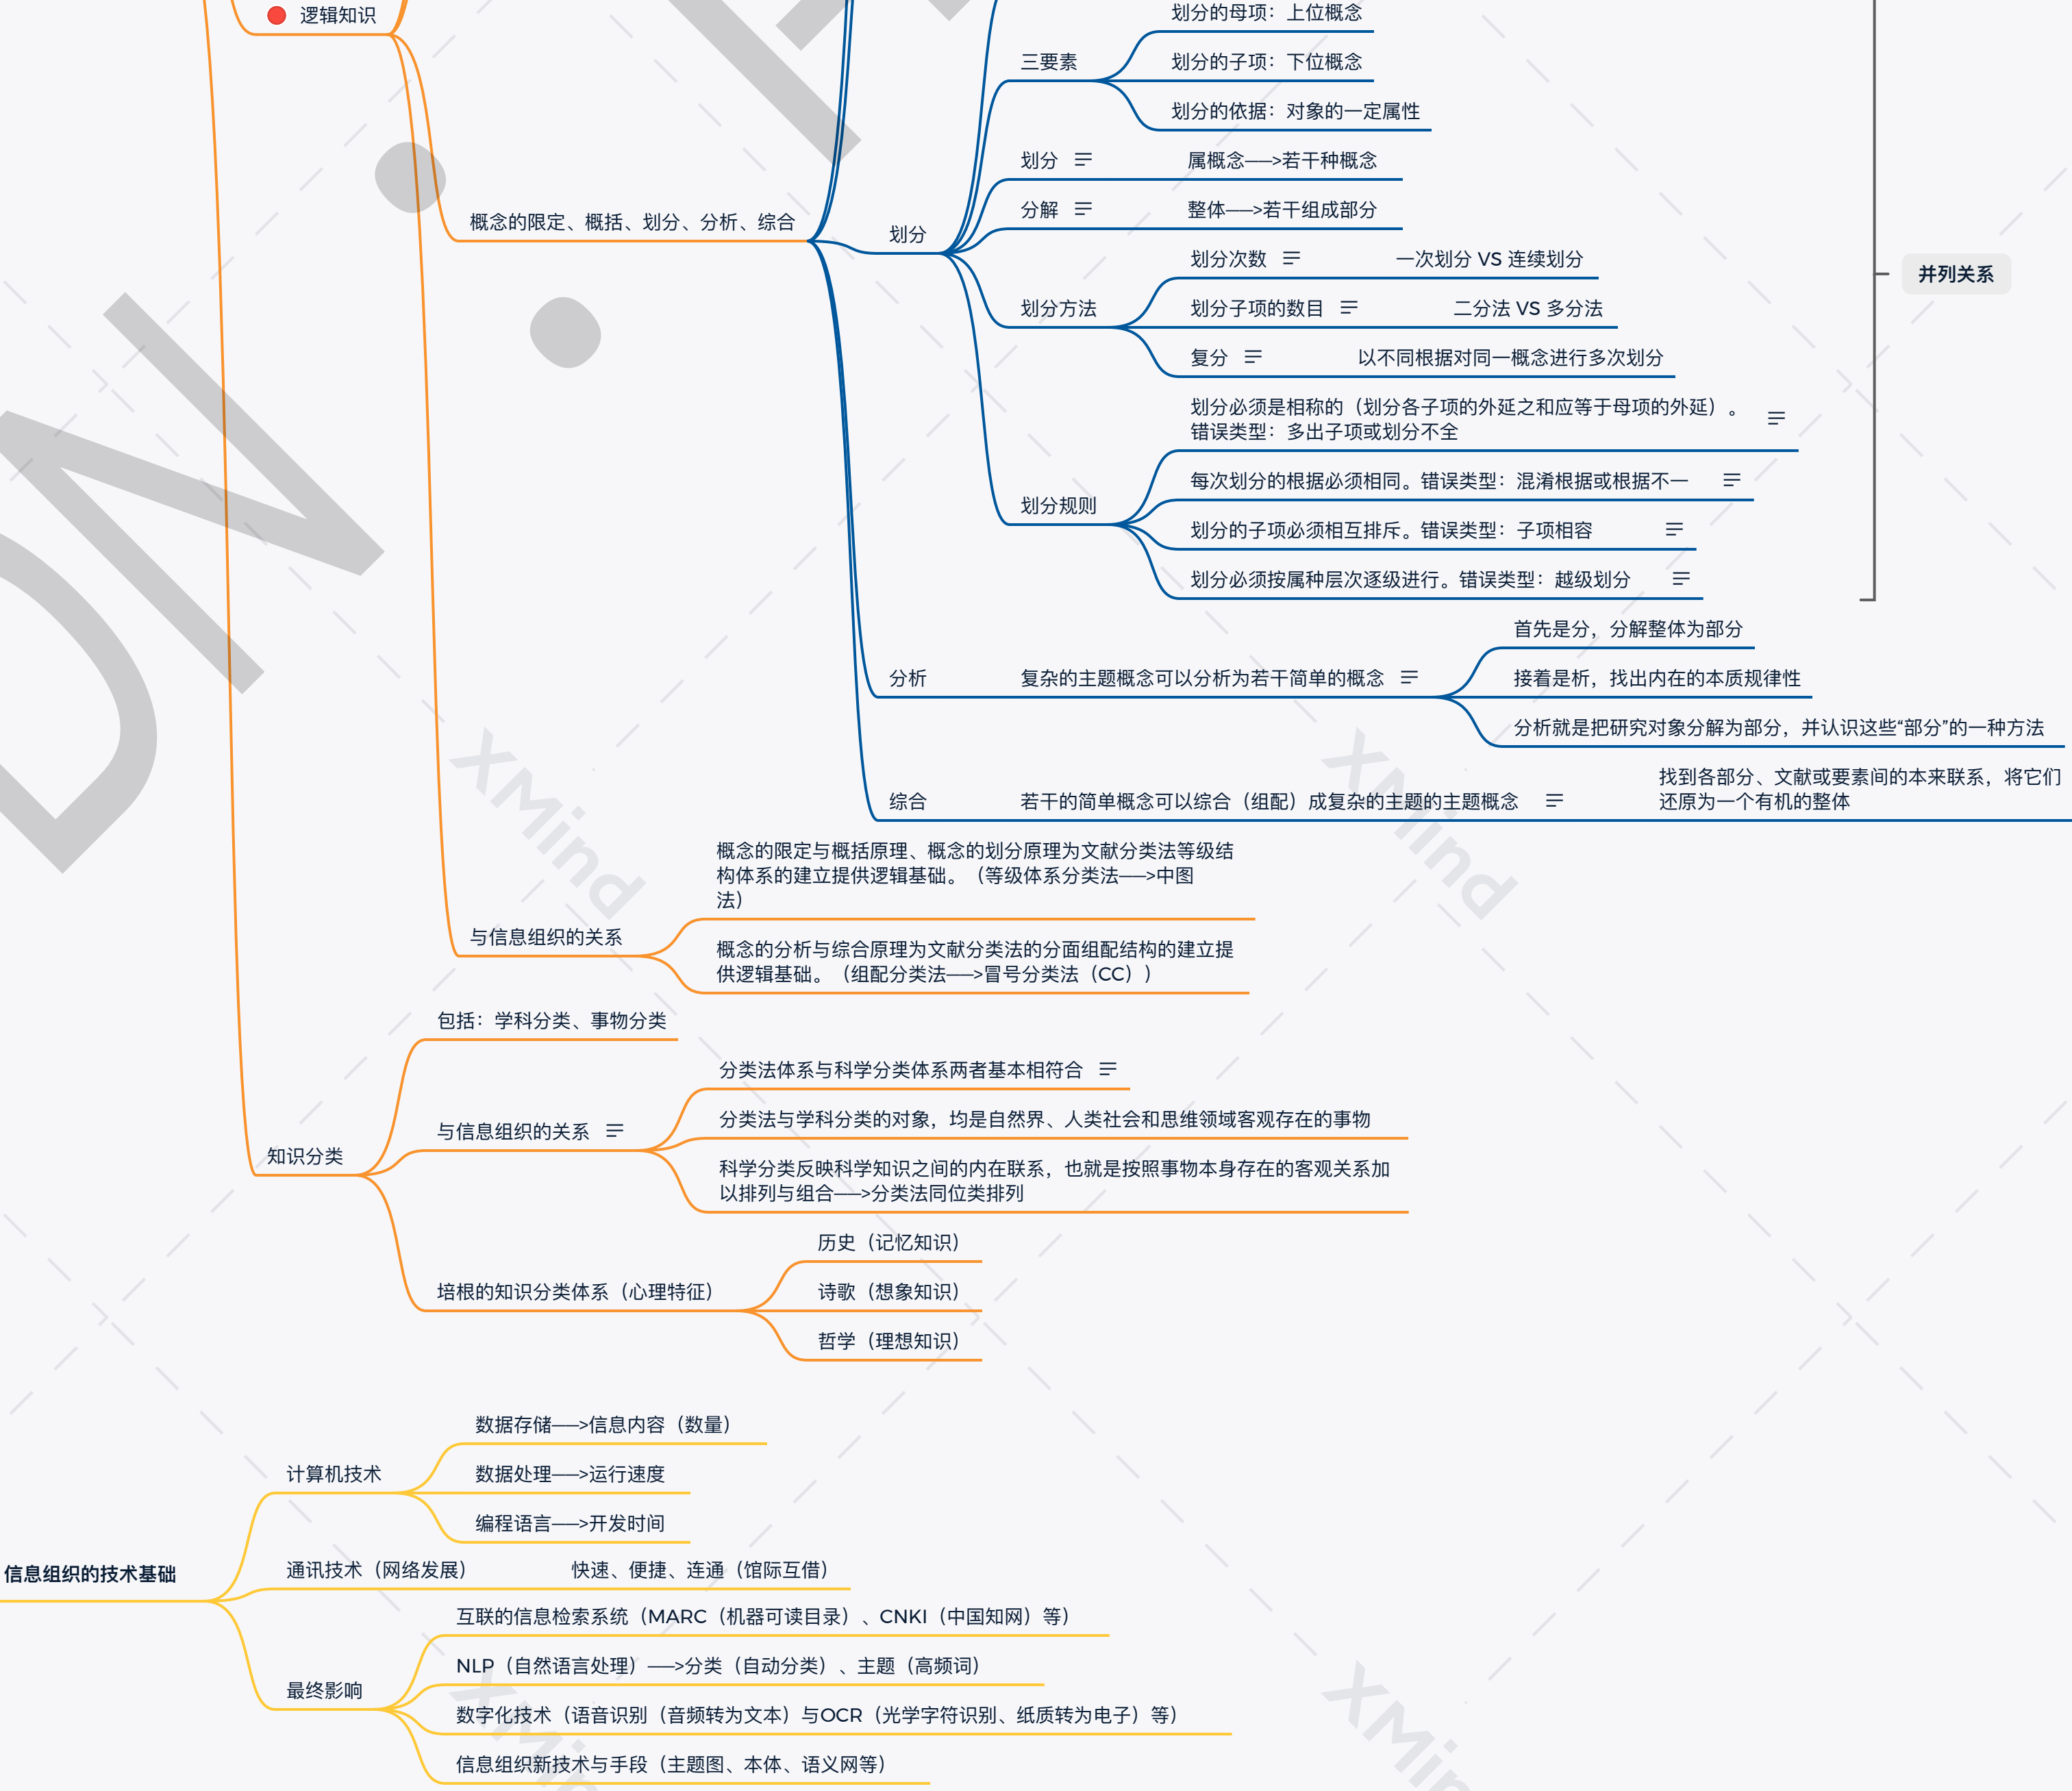 逻辑知识
概念的限定、概括、划分、分析、综合
划分
三要素
划分的母项：上位概念
划分的子项：下位概念
划分的依据：对象的一定属性
划分
属概念——>若干种概念
分解
整体——>若干组成部分
划分方法
划分次数
一次划分 VS 连续划分
划分子项的数目
二分法 VS 多分法
复分
以不同根据对同一概念进行多次划分
划分规则
划分必须是相称的（划分各子项的外延之和应等于母项的外延）。
错误类型：多出子项或划分不全
每次划分的根据必须相同。错误类型：混淆根据或根据不一
划分的子项必须相互排斥。错误类型：子项相容
划分必须按属种层次逐级进行。错误类型：越级划分
并列关系
分析
复杂的主题概念可以分析为若干简单的概念
首先是分，分解整体为部分
接着是析，找出内在的本质规律性
分析就是把研究对象分解为部分，并认识这些“部分”的一种方法
综合
若干的简单概念可以综合（组配）成复杂的主题的主题概念
找到各部分、文献或要素间的本来联系，将它们
还原为一个有机的整体
与信息组织的关系
概念的限定与概括原理、概念的划分原理为文献分类法等级结
构体系的建立提供逻辑基础。（等级体系分类法——>中图
法）
概念的分析与综合原理为文献分类法的分面组配结构的建立提
供逻辑基础。（组配分类法——>冒号分类法（CC））
知识分类
包括：学科分类、事物分类
与信息组织的关系
分类法体系与科学分类体系两者基本相符合
分类法与学科分类的对象，均是自然界、人类社会和思维领域客观存在的事物
科学分类反映科学知识之间的内在联系，也就是按照事物本身存在的客观关系加
以排列与组合——>分类法同位类排列
培根的知识分类体系（心理特征）
历史（记忆知识）
诗歌（想象知识）
哲学（理想知识）
信息组织的技术基础
计算机技术
数据存储——>信息内容（数量）
数据处理——>运行速度
编程语言——>开发时间
通讯技术（网络发展）
快速、便捷、连通（馆际互借）
最终影响
互联的信息检索系统（MARC（机器可读目录）、CNKI（中国知网）等）
NLP（自然语言处理）——>分类（自动分类）、主题（高频词）
数字化技术（语音识别（音频转为文本）与OCR（光学字符识别、纸质转为电子）等）
信息组织新技术与手段（主题图、本体、语义网等）
XMind
XMind
XMind
XMind